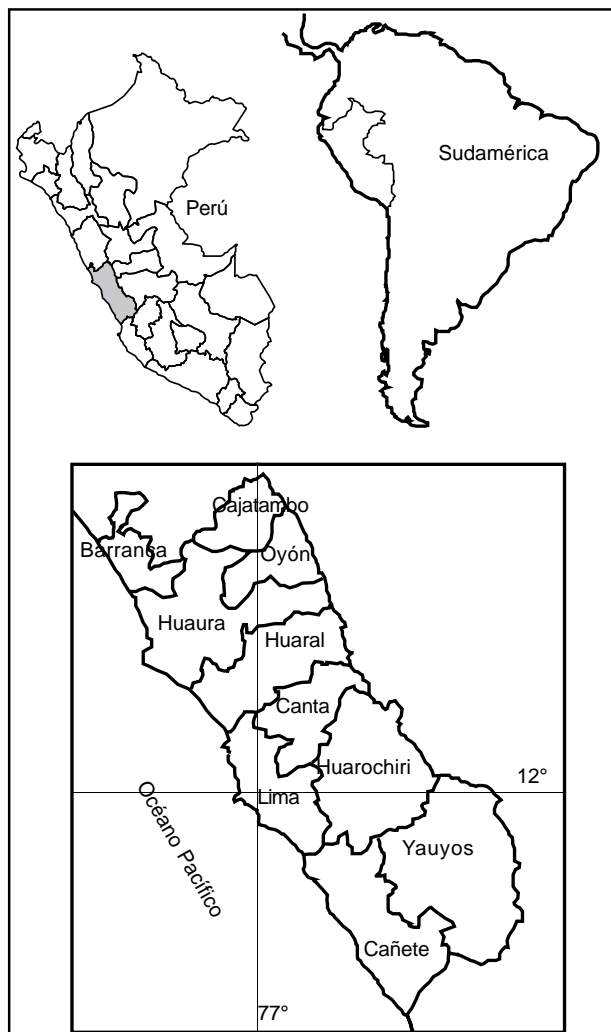 Sudamérica
Perú
Cajatambo
Barranca
Oyón
Huaura
Huaral
Canta
Huarochiri
12°
Lima
Océano Pacífico
Yauyos
Cañete
77°